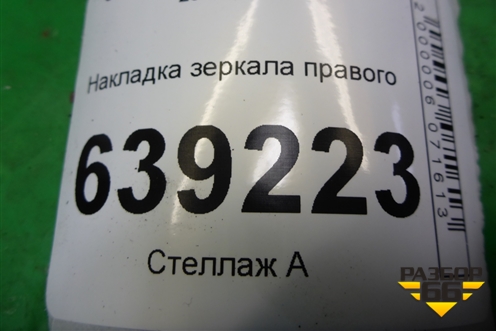 Накладка зеркала правого
639223
Стеллаж А
2000006071613
РАЗБОР
66